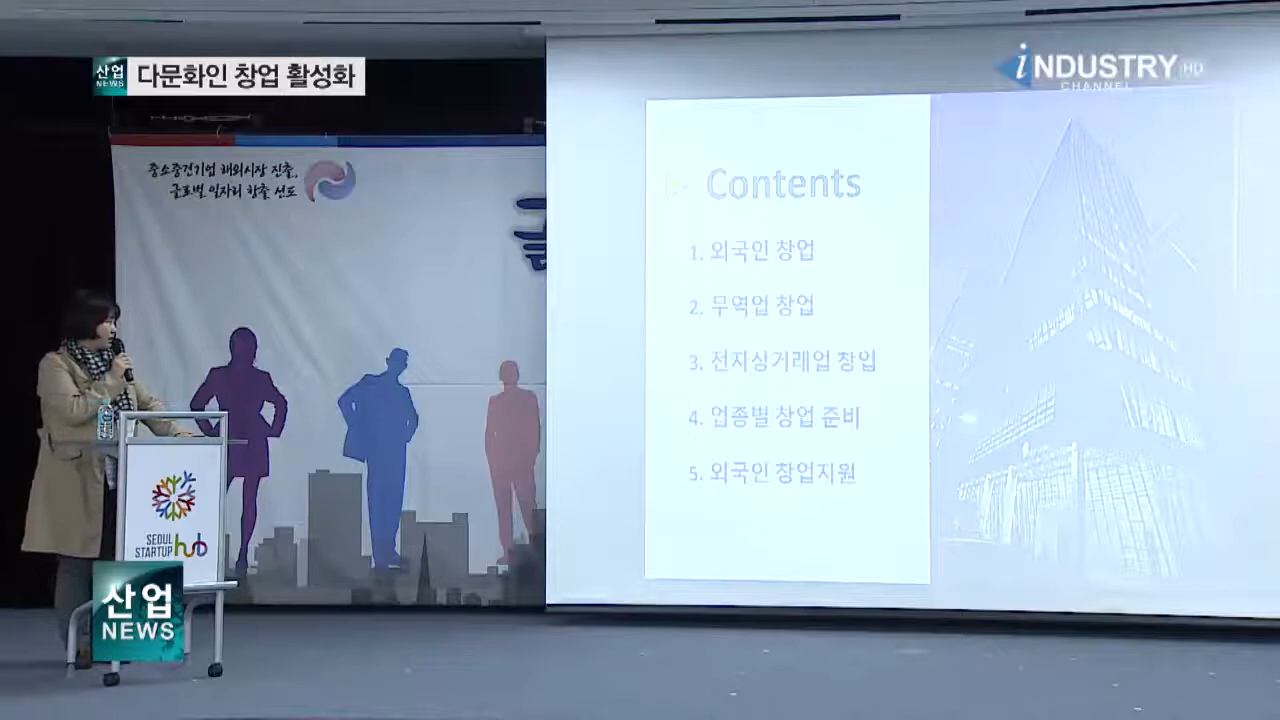 산업
NEWS
다문화인 창업 활성화
iNDUSTRY HD
CHANNEL
중소중견기업 해외시장 진출,
글로벌 일자리 창출 선도
Contents
1. 외국인 창업
2. 무역업 창업
3. 전자상거래업 창업
4. 업종별 창업 준비
5. 외국인 창업지원
SEOUL
STARTUP hub
산업
NEWS